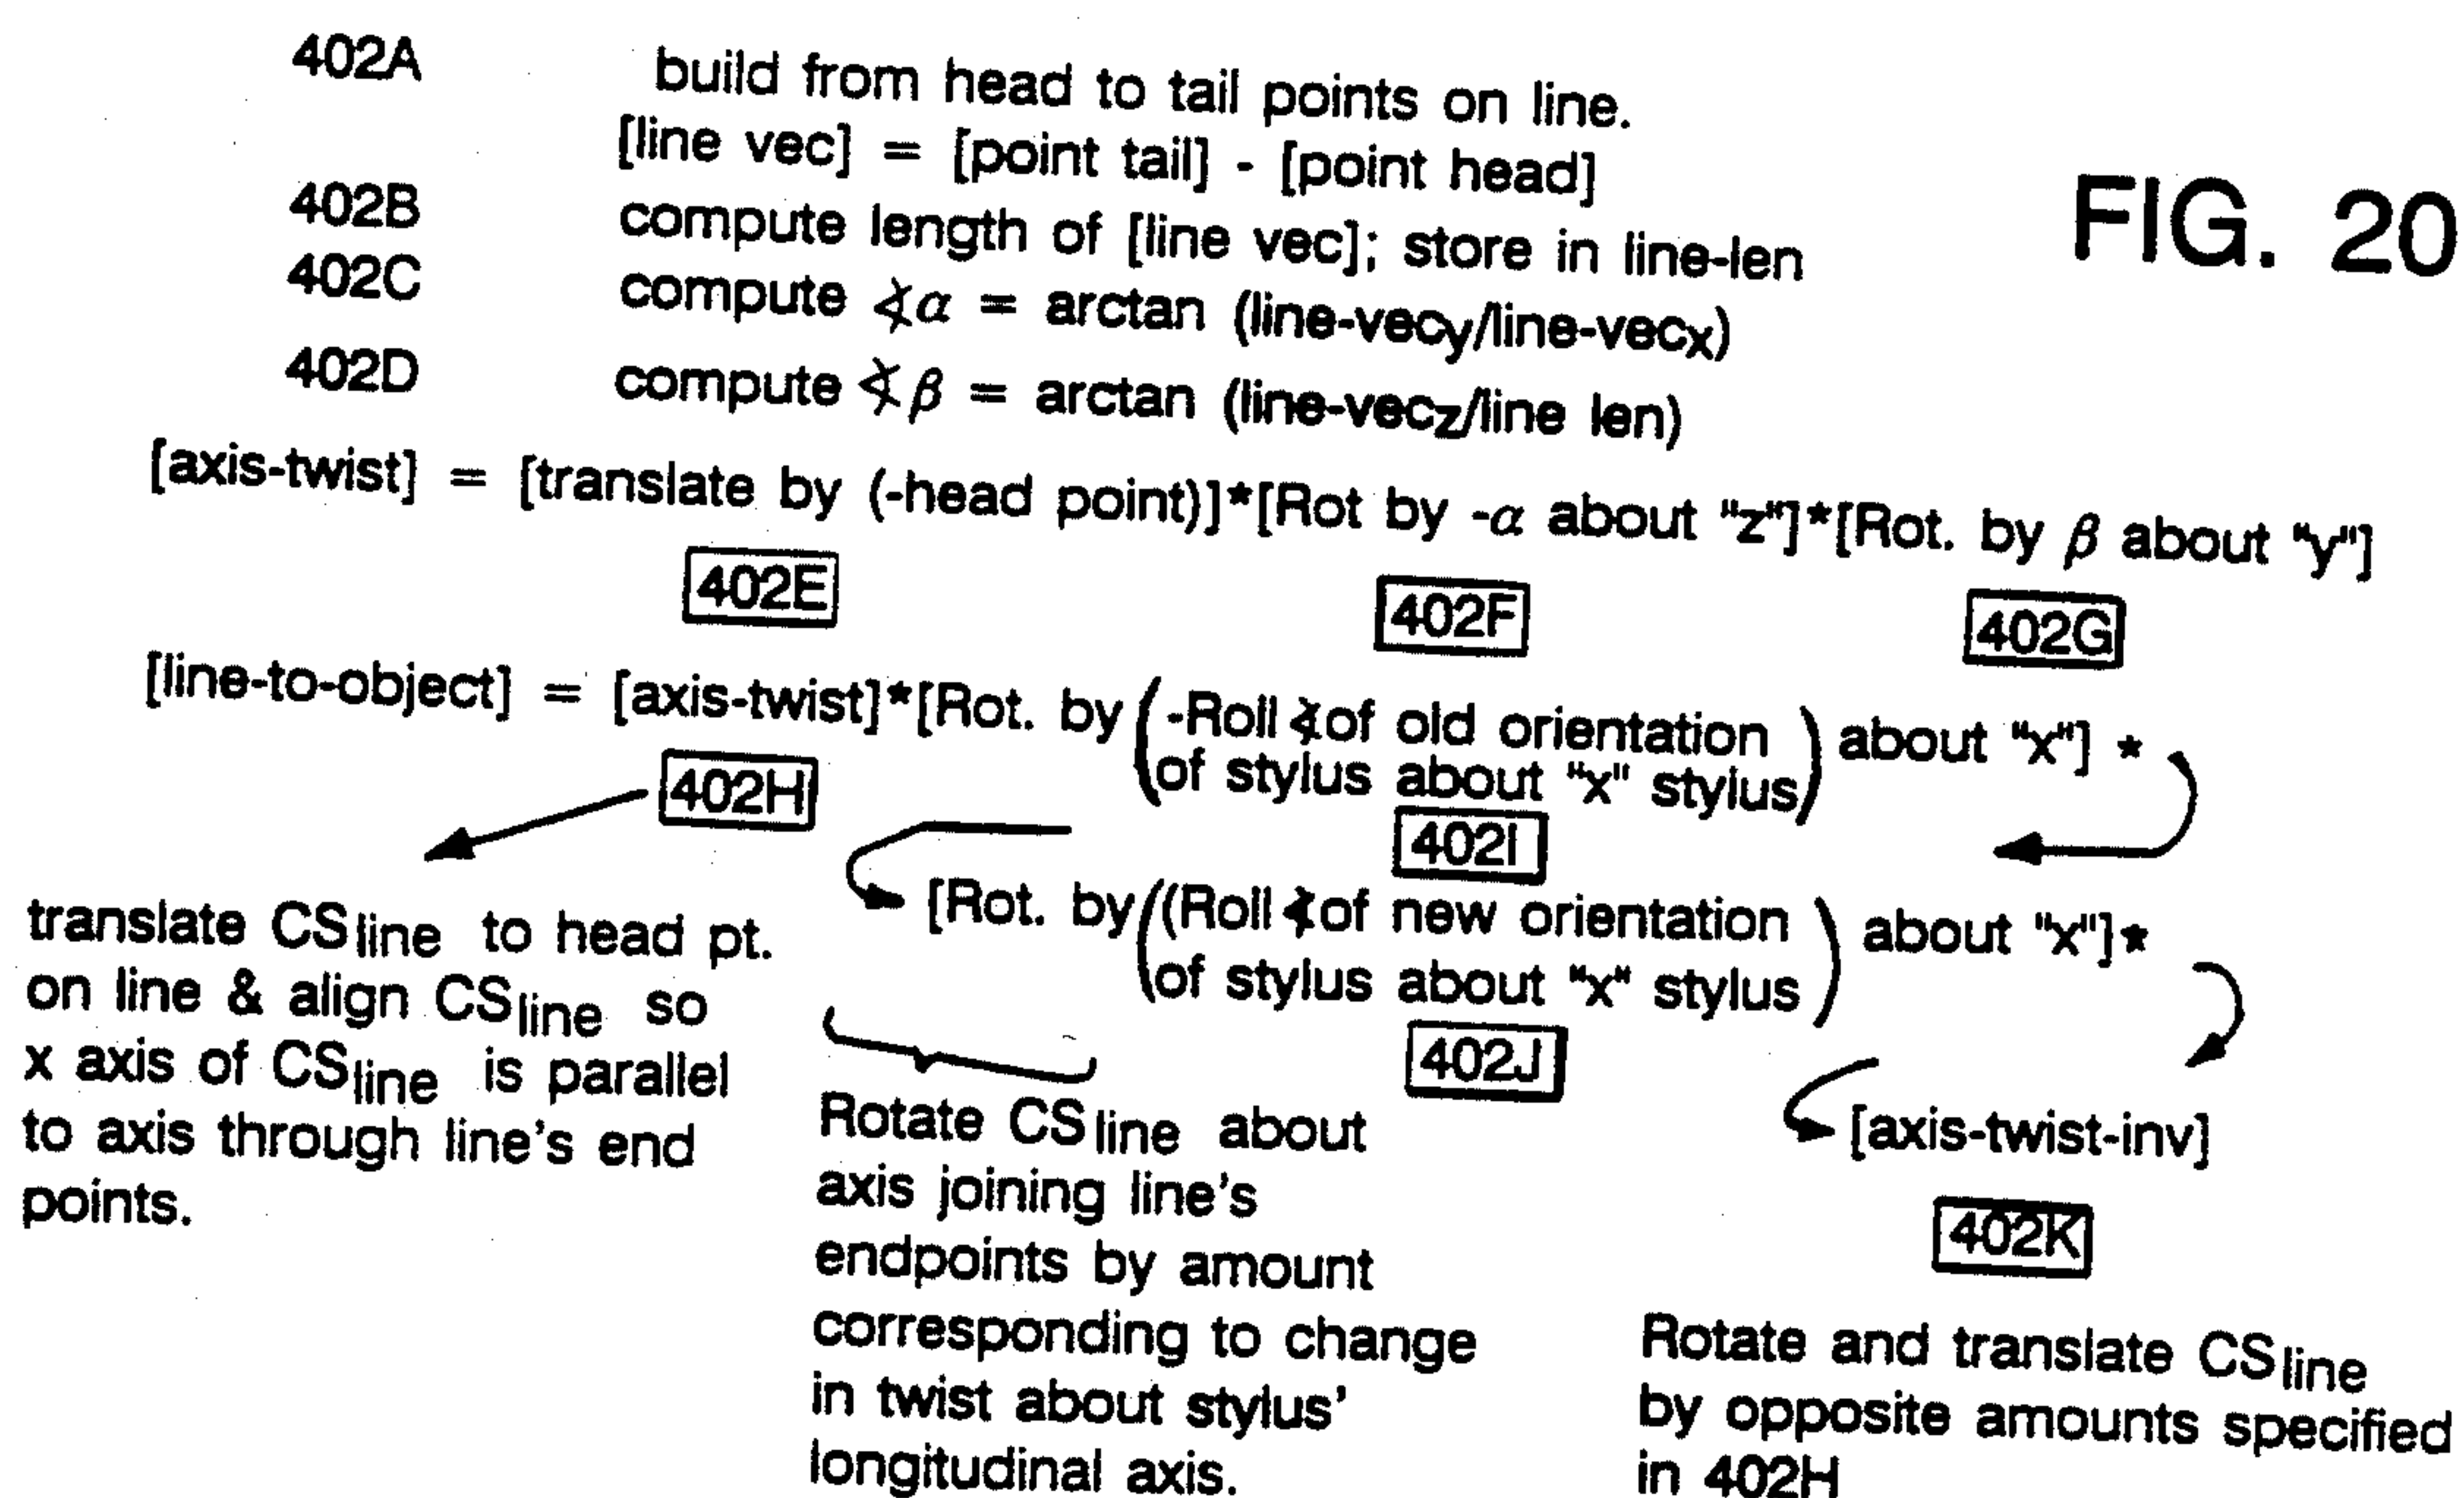 402A build from head to tail points on line.
[line vec] = [point tail] - [point head]
FIG. 20
402B compute length of [line vec]; store in line-len
402C compute ∡α = arctan (line-vecy/line-vecx)
402D compute ∡β = arctan (line-vecz/line len)
[axis-twist] = [translate by (-head point)]*[Rot by -α about "z"]*[Rot. by β about "y"]
402E 402F 402G
[line-to-object] = [axis-twist]*[Rot. by (-Roll ∡of old orientation
of stylus about "x" stylus) about "x"] *
402H
402I
[Rot. by ((Roll ∡of new orientation
of stylus about "x" stylus) about "x"]*
402J
[axis-twist-inv]
402K
translate CSline to head pt.
on line & align CSline so
x axis of CSline is parallel
to axis through line's end
points.
Rotate CSline about
axis joining line's
endpoints by amount
corresponding to change
in twist about stylus'
longitudinal axis.
Rotate and translate CSline
by opposite amounts specified
in 402H